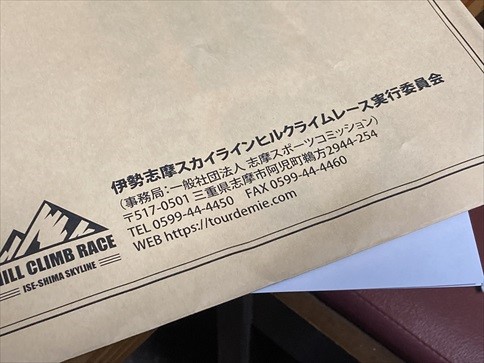 伊勢志摩スカイラインヒルクライムレース実行委員会
(事務局:一般社団法人 志摩スポーツコミッション)
〒517-0501 三重県志摩市阿児町鵜方2944-254
TEL 0599-44-4450 FAX 0599-44-4460
WEB https://tourdemie.com
HILL CLIMB RACE
ISE-SHIMA SKYLINE